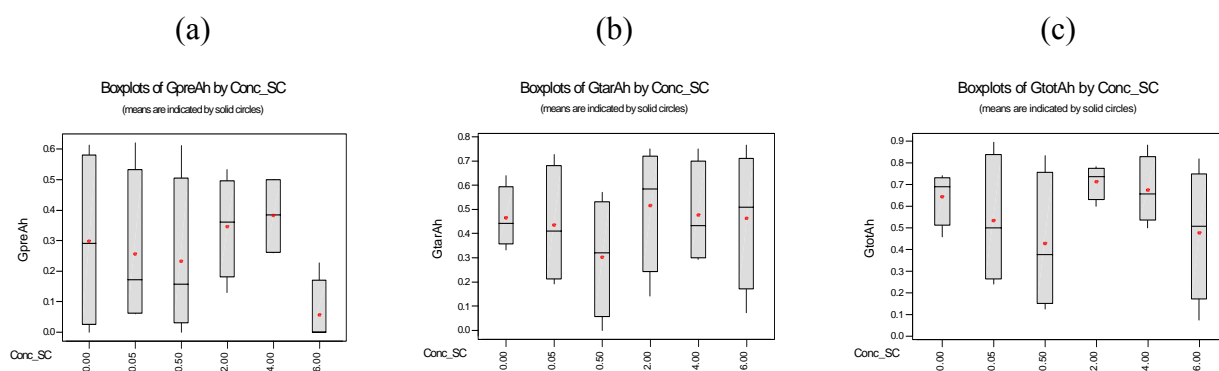 (a)
Boxplots of GpreAh by Conc_SC
(means are indicated by solid circles)
GpreAh
0.6
0.5
0.4
0.3
0.2
0.1
0.0
Conc_SC
0.00
0.05
0.50
2.00
4.00
6.00
(b)
Boxplots of GtarAh by Conc_SC
(means are indicated by solid circles)
GtarAh
0.8
0.7
0.6
0.5
0.4
0.3
0.2
0.1
0.0
Conc_SC
0.00
0.05
0.50
2.00
4.00
6.00
(c)
Boxplots of GtotAh by Conc_SC
(means are indicated by solid circles)
GtotAh
0.9
0.8
0.7
0.6
0.5
0.4
0.3
0.2
0.1
0.0
Conc_SC
0.00
0.05
0.50
2.00
4.00
6.00